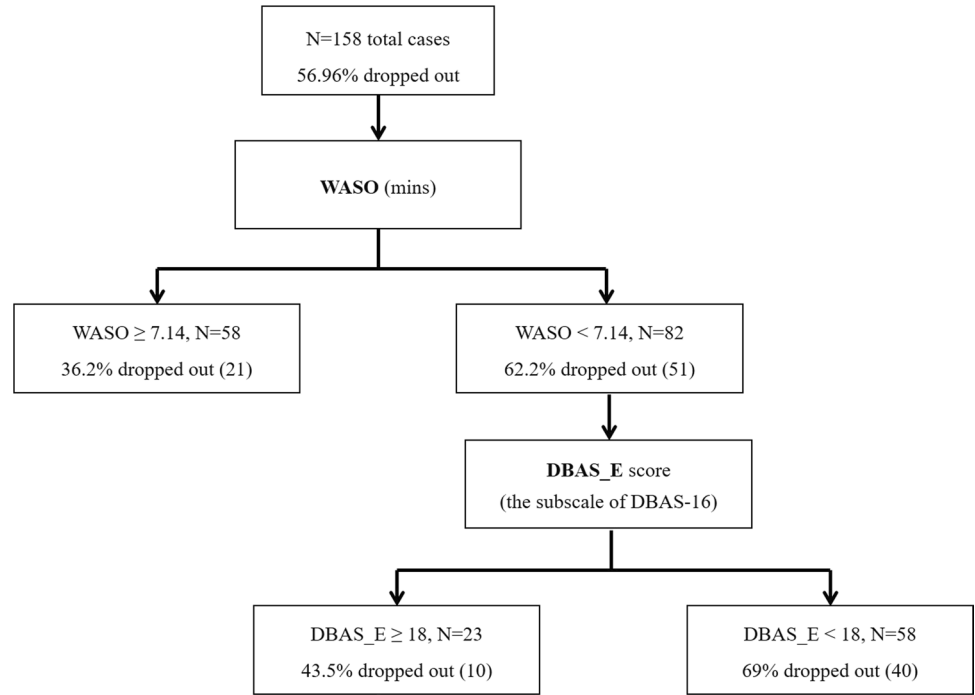 N=158 total cases
56.96% dropped out
WASO (mins)
WASO ≥ 7.14, N=58
36.2% dropped out (21)
WASO < 7.14, N=82
62.2% dropped out (51)
DBAS_E score
(the subscale of DBAS-16)
DBAS_E ≥ 18, N=23
43.5% dropped out (10)
DBAS_E < 18, N=58
69% dropped out (40)